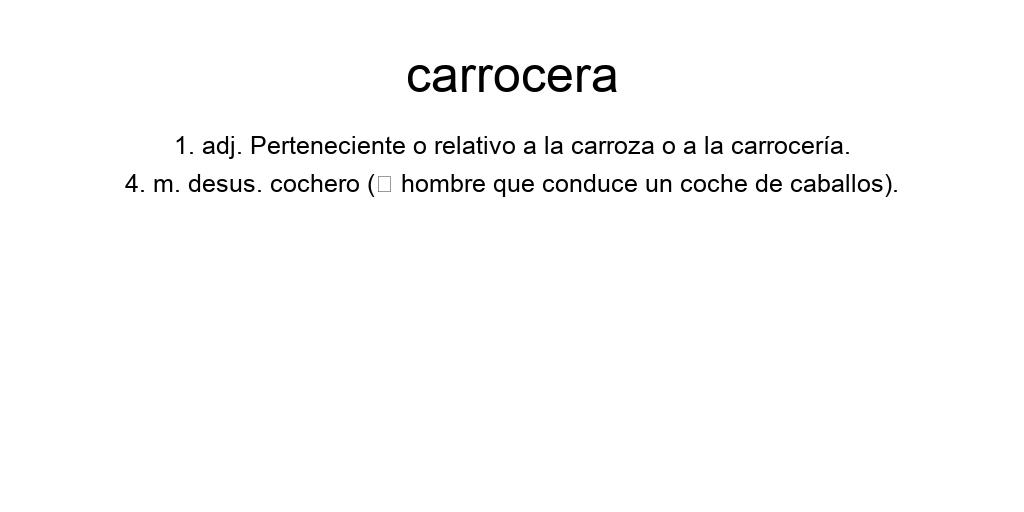 carrocera
1. adj. Perteneciente o relativo a la carroza o a la carrocería.
4. m. desus. cochero (□ hombre que conduce un coche de caballos).